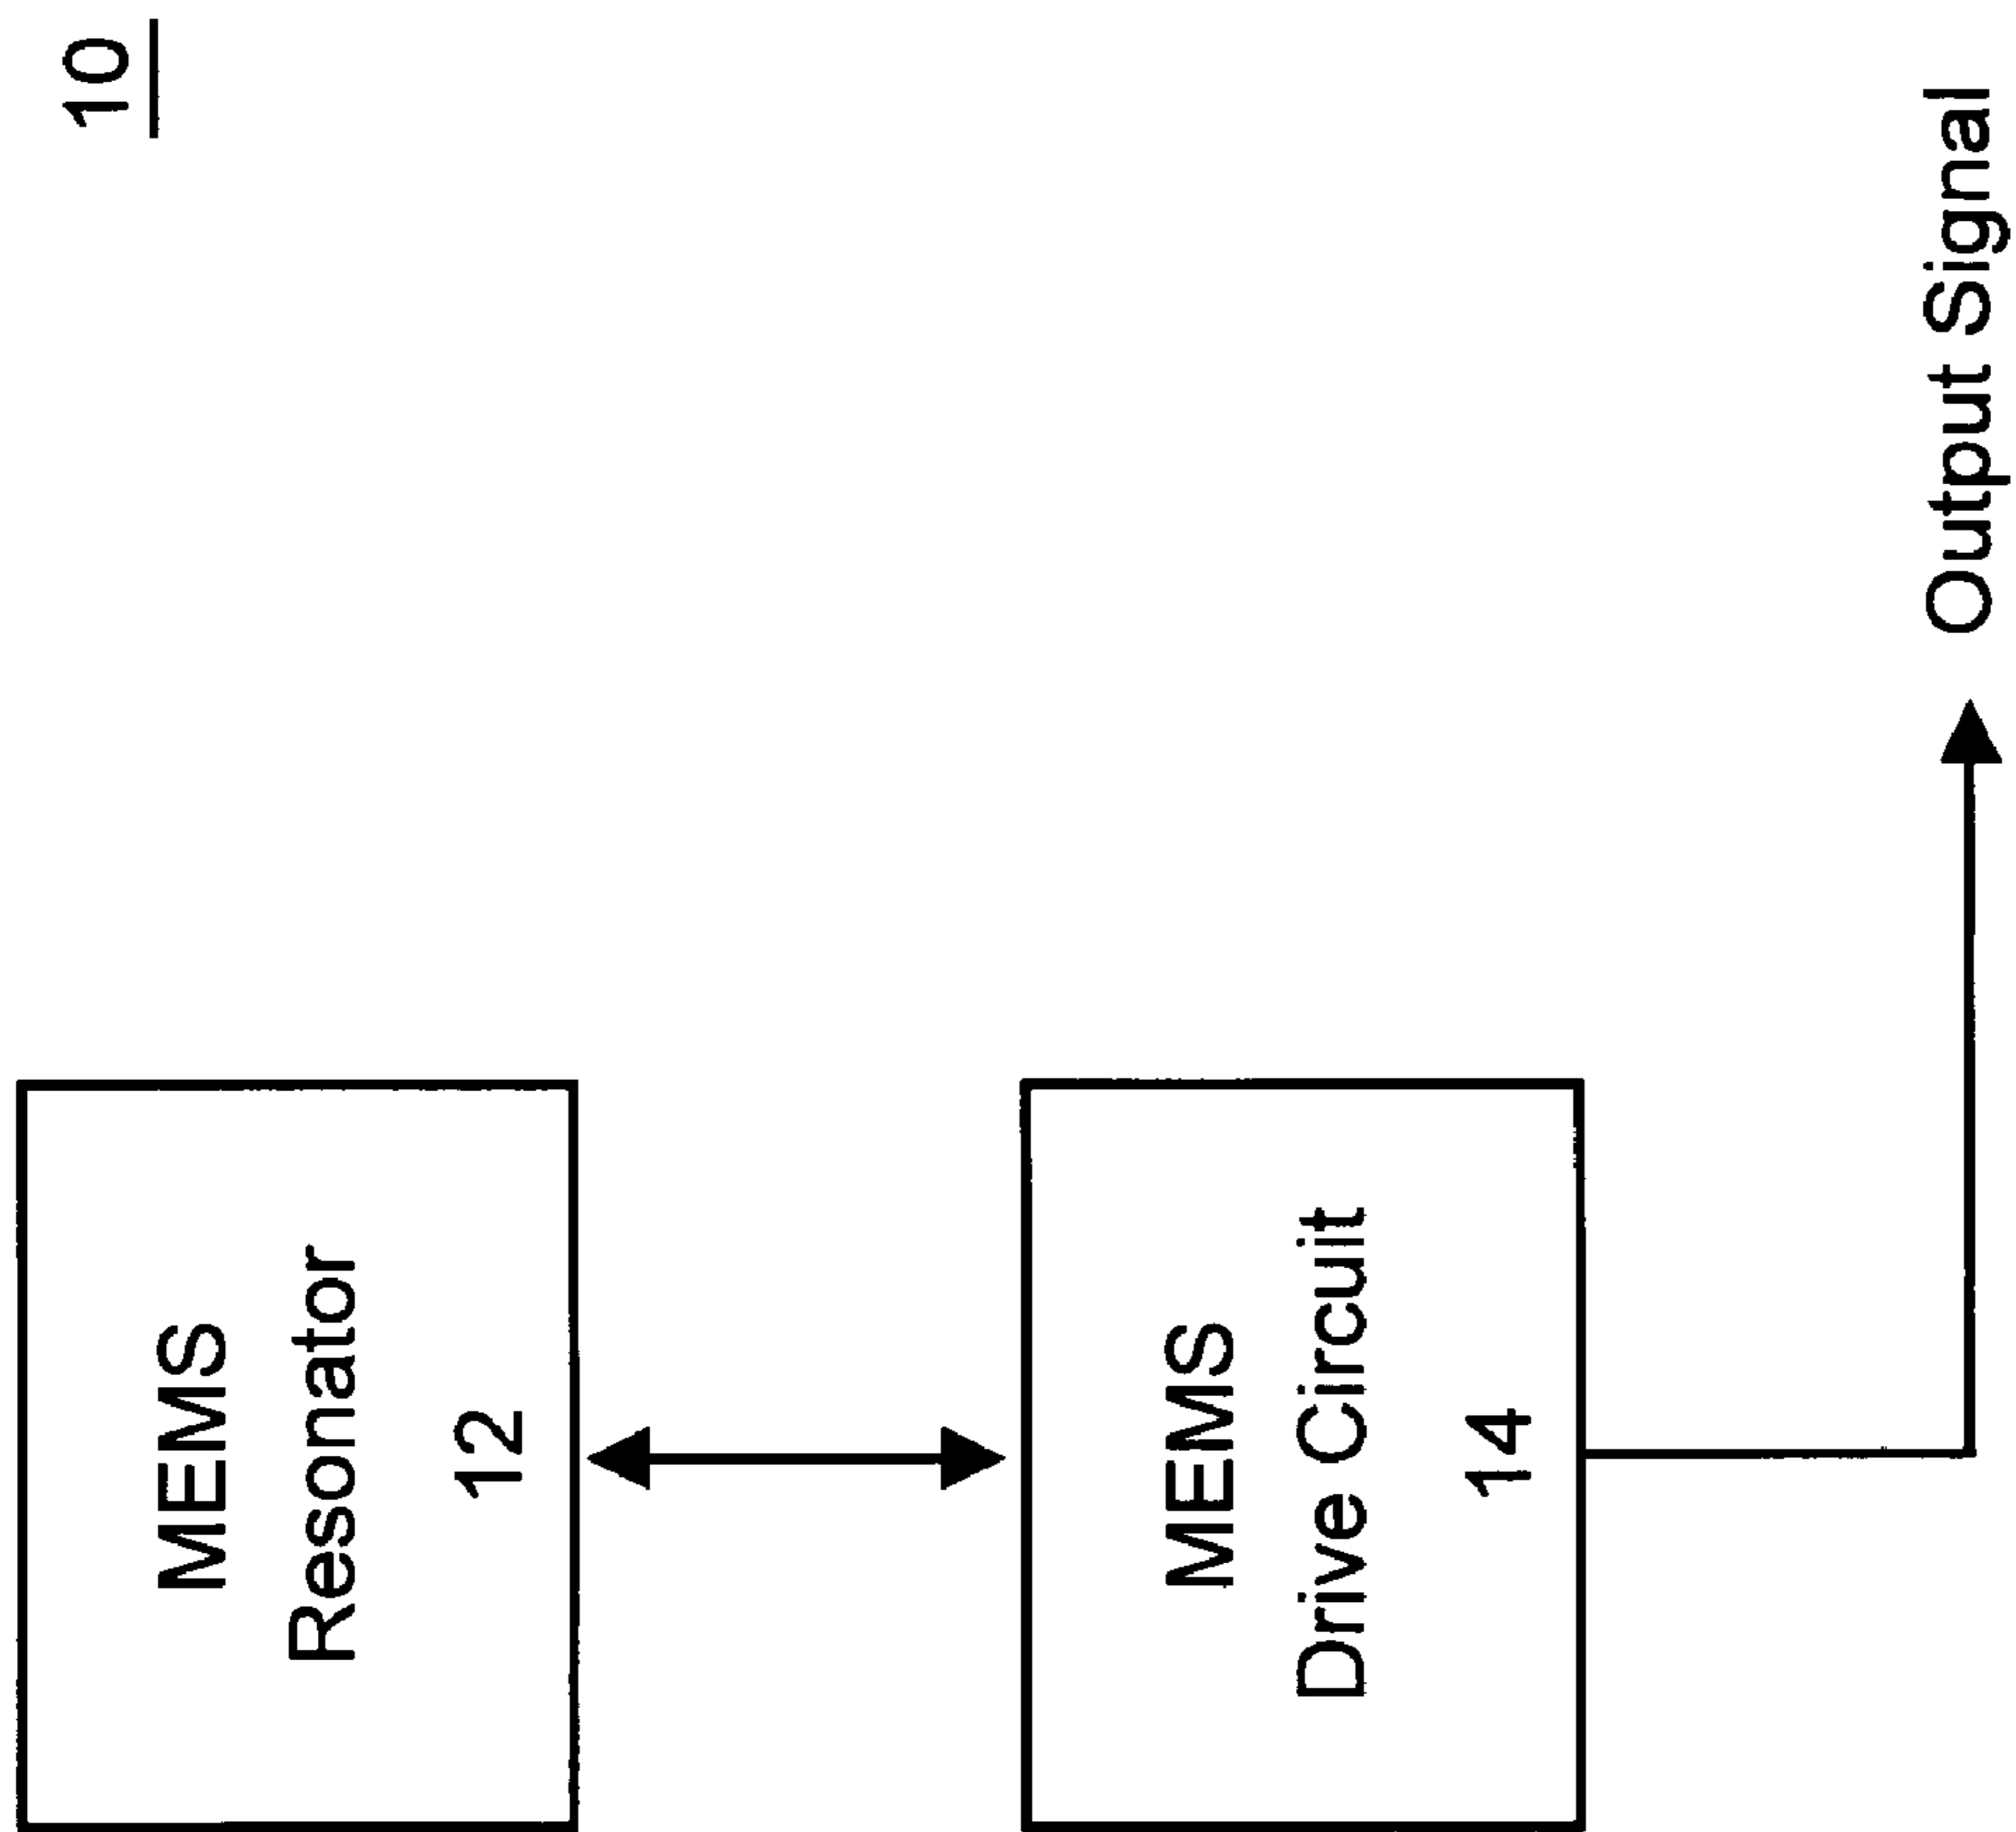 10
MEMS
Resonator
12
MEMS
Drive Circuit
14
Output Signal